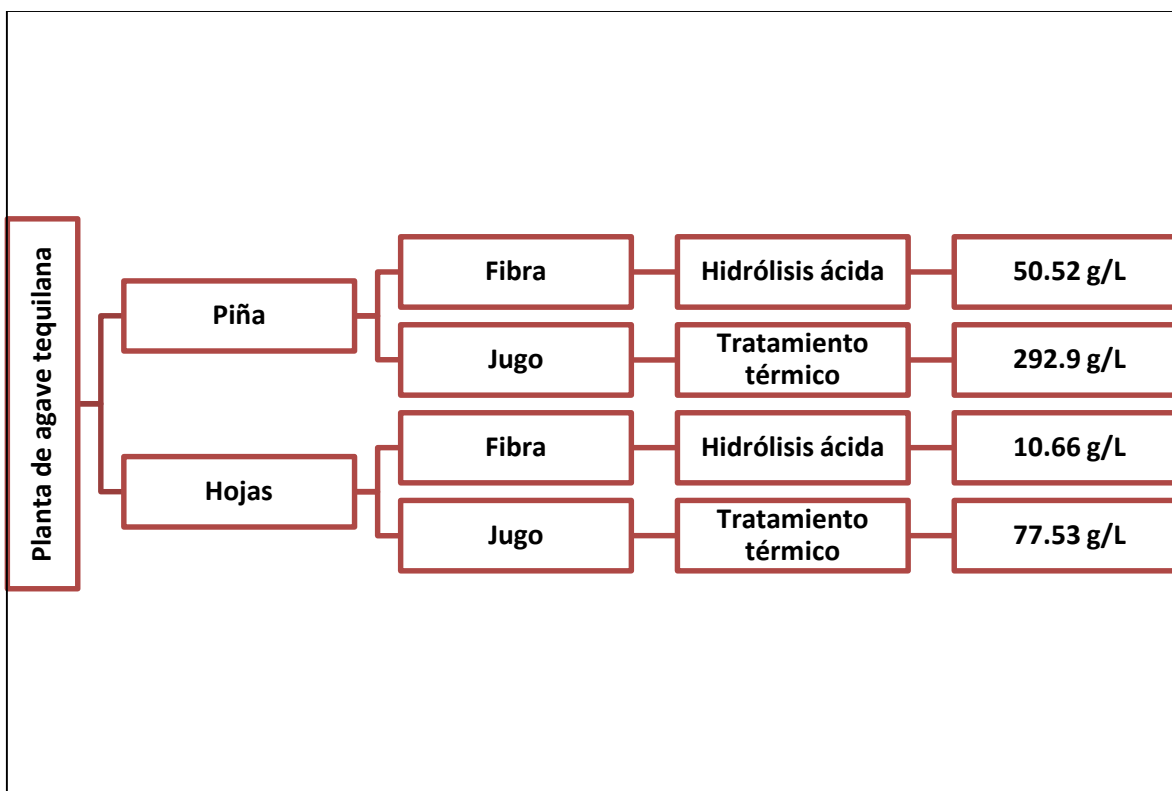 Planta de agave tequilana
Piña
Fibra
Hidrólisis ácida
50.52 g/L
Jugo
Tratamiento
térmico
292.9 g/L
Hojas
Fibra
Hidrólisis ácida
10.66 g/L
Jugo
Tratamiento
térmico
77.53 g/L